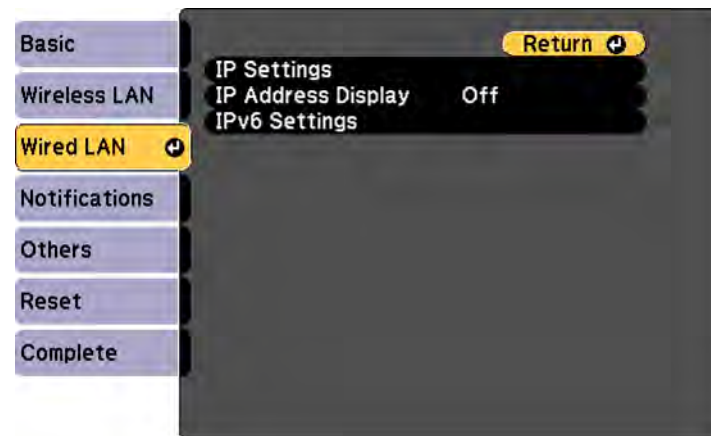 Basic
Wireless LAN
Wired LAN
Notifications
Others
Reset
Complete
Return
IP Settings
IP Address Display Off
IPv6 Settings